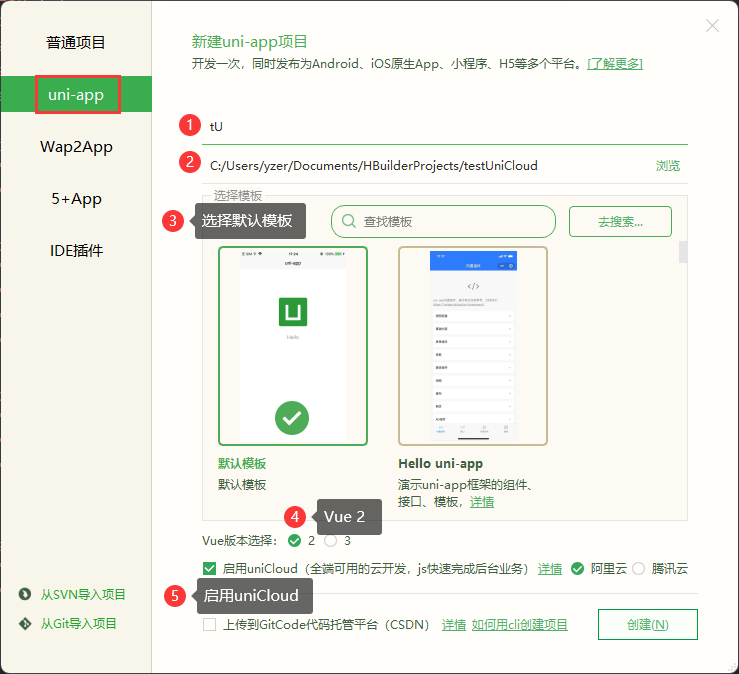 普通项目
uni-app
Wap2App
5+App
IDE插件
从SVN导入项目
从Git导入项目
新建uni-app项目
开发一次，同时发布为Android、iOS原生App、小程序、H5等多个平台。[了解更多]
1 tU
2 C:/Users/yzer/Documents/HBuilderProjects/testUniCloud 浏览
选择模板
3 选择默认模板 查找模板 去搜索...
uni-app
Hello
默认模板
默认模板
Hello uni-app
演示uni-app框架的组件、
接口、模板，详情
4 Vue 2
Vue版本选择： 2 3
启用uniCloud（全端可用的云开发，js快速完成后台业务） 详情 阿里云 腾讯云
5 启用uniCloud
上传到GitCode代码托管平台（CSDN） 详情 如何用cli创建项目 创建(N)